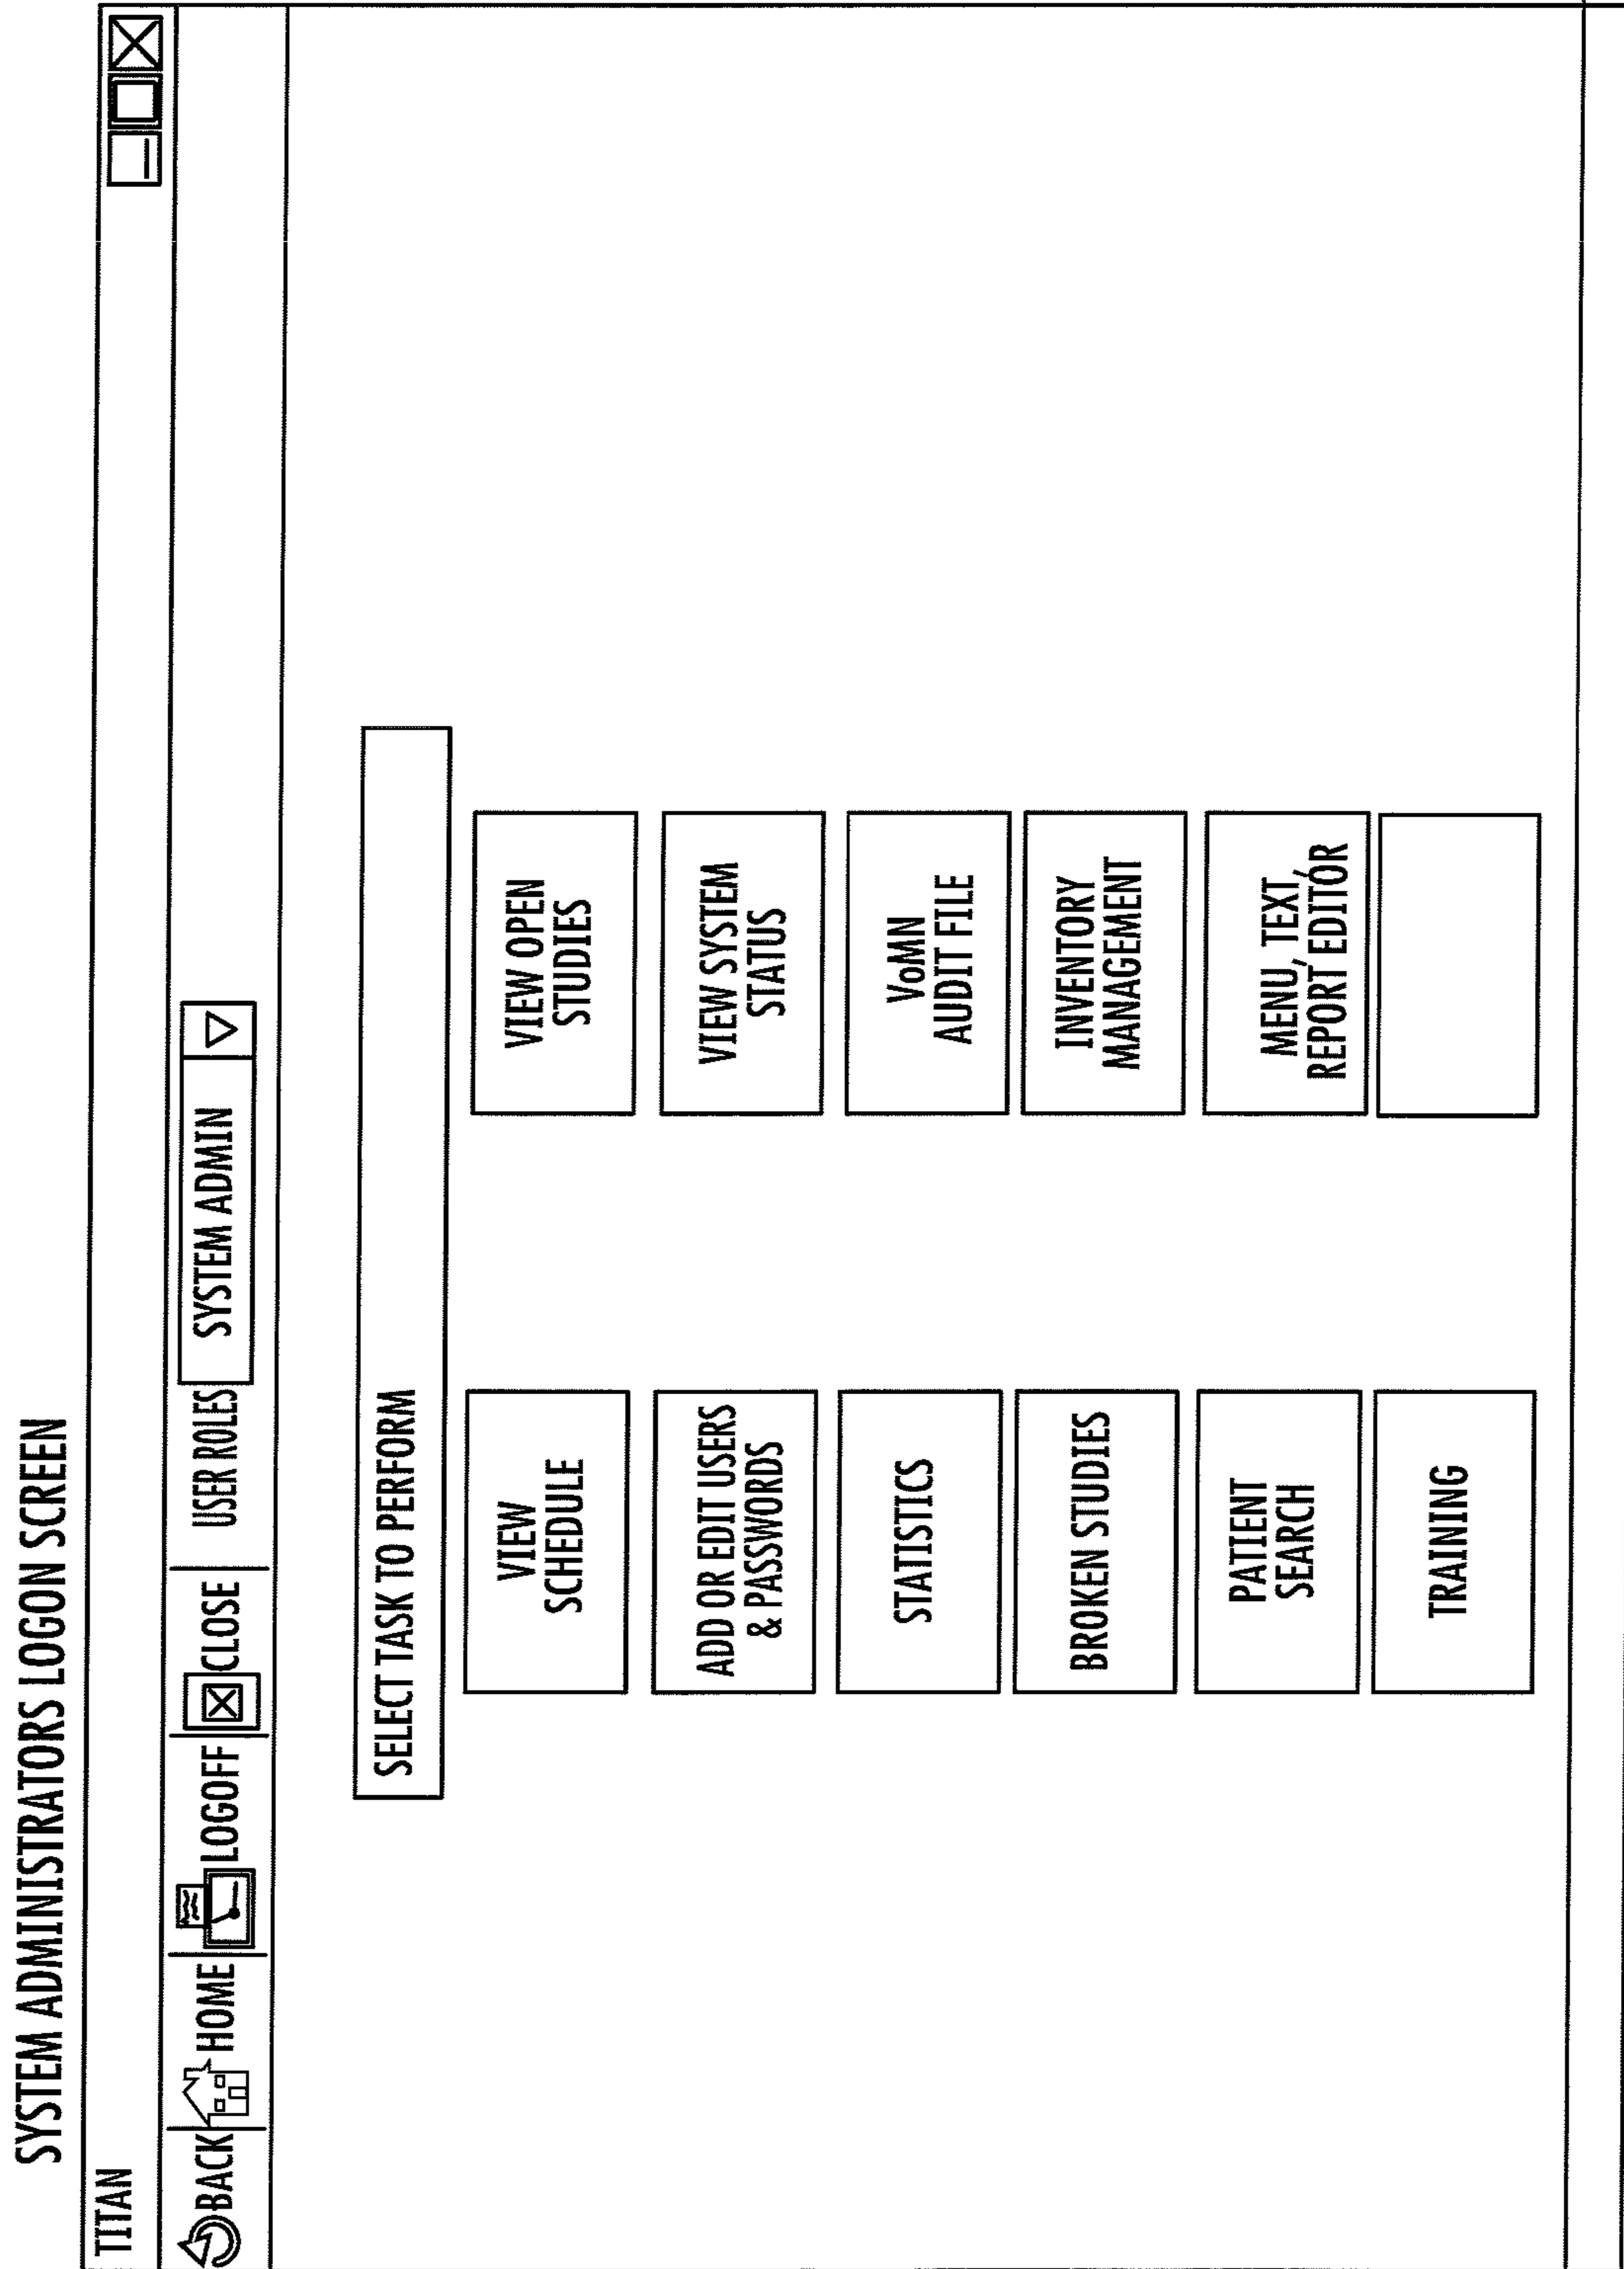 SYSTEM ADMINISTRATORS LOGON SCREEN
TITAN
BACK HOME LOGOFF CLOSE USER ROLES SYSTEM ADMIN
SELECT TASK TO PERFORM
VIEW
SCHEDULE
VIEW OPEN
STUDIES
ADD OR EDIT USERS
& PASSWORDS
VIEW SYSTEM
STATUS
STATISTICS
VoMN
AUDIT FILE
BROKEN STUDIES
INVENTORY
MANAGEMENT
PATIENT
SEARCH
MENU, TEXT,
REPORT EDITOR
TRAINING